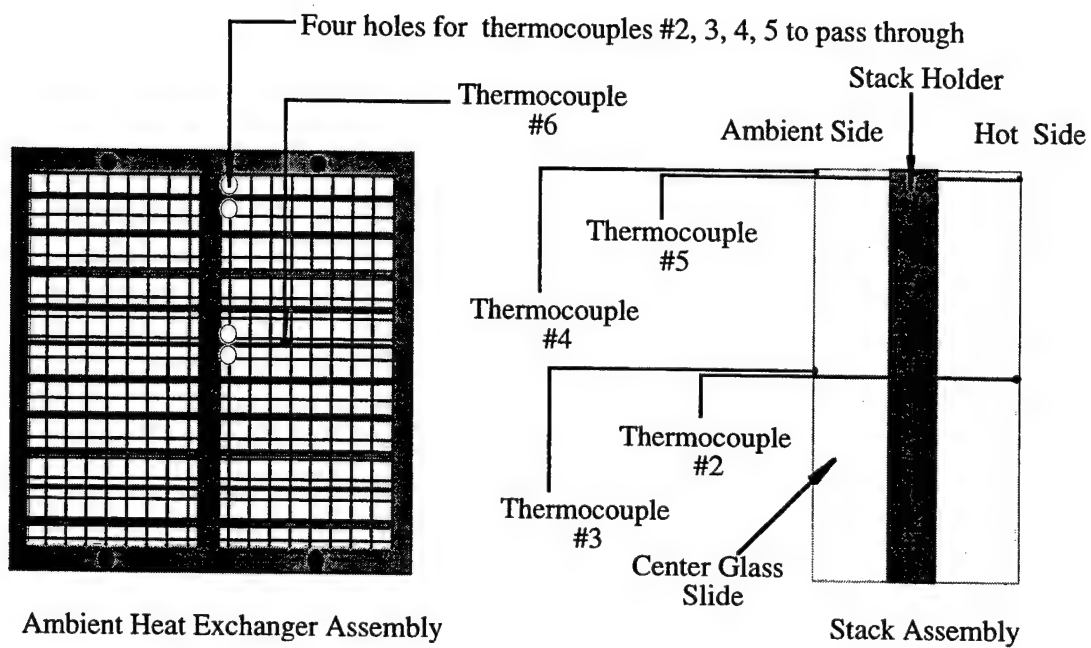 Four holes for thermocouples #2, 3, 4, 5 to pass through
Thermocouple
#6
Stack Holder
Ambient Side
Hot Side
Thermocouple
#5
Thermocouple
#4
Thermocouple
#2
Thermocouple
#3
Center Glass
Slide
Ambient Heat Exchanger Assembly
Stack Assembly